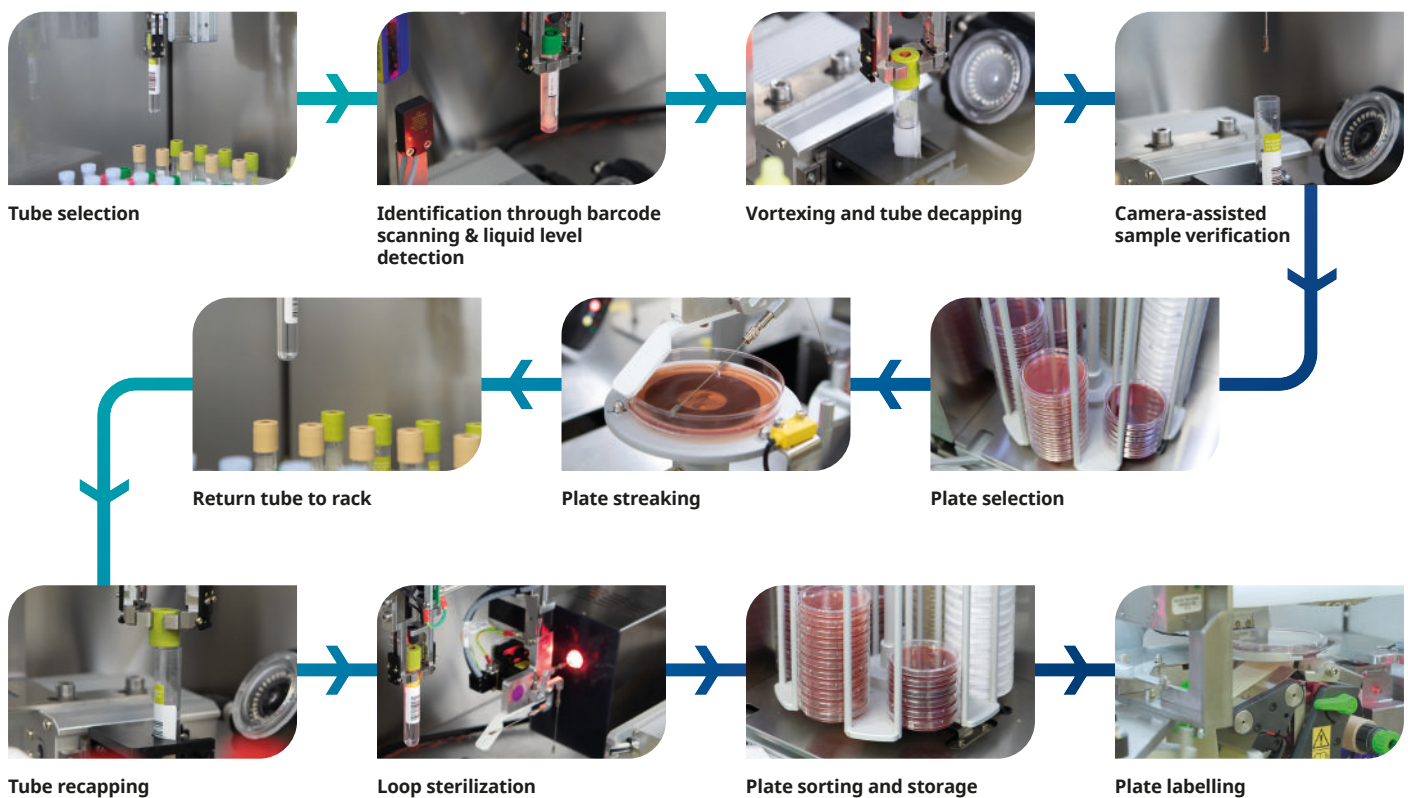 Tube selection
Identification through barcode
scanning & liquid level
detection
Vortexing and tube decapping
Camera-assisted
sample verification
Return tube to rack
Plate streaking
Plate selection
Tube recapping
Loop sterilization
Plate sorting and storage
Plate labelling